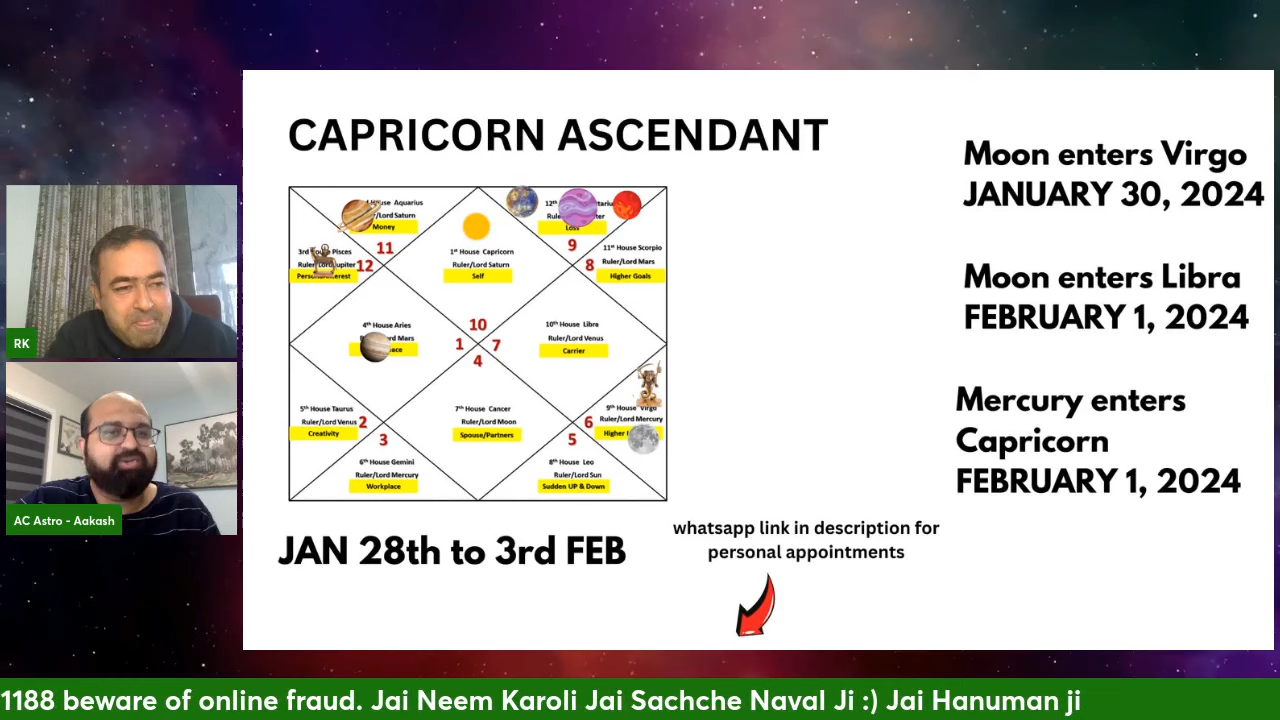 CAPRICORN ASCENDANT
House Aquarius
/Lord Saturn
Money
11
3rd Pisces
12
1st House Capricorn
Ruler/Lord Saturn
Self
12th
Loss
9
11th House Scorpio
Ruler/Lord Mars
8
Higher Goals
4th House Aries
Mars
10
1
7
4
10th House Libra
Ruler/Lord Venus
Carrier
5th House Taurus
Ruler/Lord Venus
2
Creativity
3
7th House Cancer
Ruler/Lord Moon
Spouse/Partners
9th House Virgo
Ruler/Lord Mercury
6
Higher
5
6th House Gemini
Ruler/Lord Mercury
Workplace
8th House Leo
Ruler/Lord Sun
Sudden UP & Down
JAN 28th to 3rd FEB
whatsapp link in description for
personal appointments
Moon enters Virgo
JANUARY 30, 2024
Moon enters Libra
FEBRUARY 1, 2024
Mercury enters
Capricorn
FEBRUARY 1, 2024
RK
AC Astro - Aakash
1188 beware of online fraud. Jai Neem Karoli Jai Sachche Naval Ji :) Jai Hanuman ji